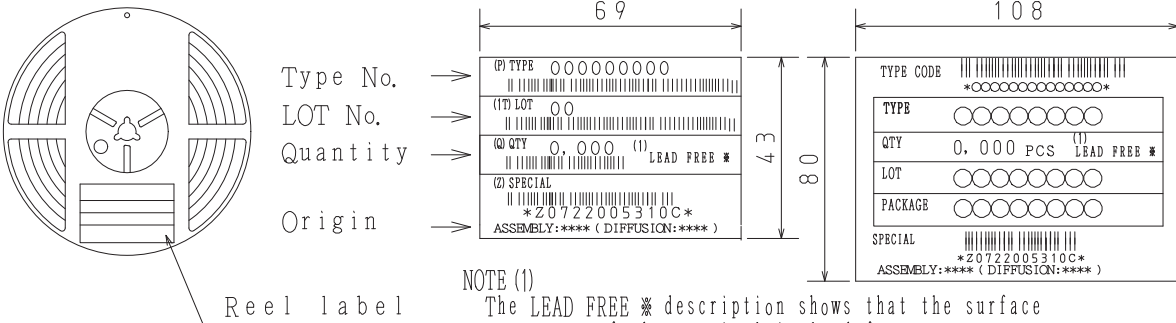 Type No.
LOT No.
Quantity
Origin
Reel label
69
(P) TYPE 000000000
(1T) LOT 00
(Q) QTY 0,000 (1) LEAD FREE ※
(Z) SPECIAL
*Z0722005310C*
ASSEMBLY:**** (DIFFUSION:****)
43
80
108
TYPE CODE
*○○○○○○○○○○○○○○*
TYPE ○○○○○○○○
QTY 0,000 PCS (1) LEAD FREE ※
LOT ○○○○○○○○
PACKAGE ○○○○○○○○
SPECIAL
*Z0722005310C*
ASSEMBLY:**** (DIFFUSION:****)
NOTE (1)
The LEAD FREE ※ description shows that the surface